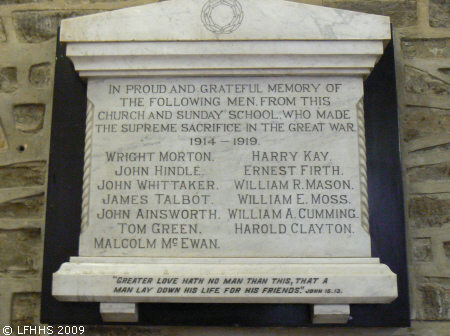 IN PROUD AND GRATEFUL MEMORY OF
THE FOLLOWING MEN, FROM THIS
CHURCH AND SUNDAY SCHOOL, WHO MADE
THE SUPREME SACRIFICE IN THE GREAT WAR.
1914 — 1919.
WRIGHT MORTON. HARRY KAY.
JOHN HINDLE. ERNEST FIRTH.
JOHN WHITTAKER. WILLIAM R. MASON.
JAMES TALBOT. WILLIAM E. MOSS.
JOHN AINSWORTH. WILLIAM A. CUMMING.
TOM GREEN. HAROLD CLAYTON.
MALCOLM Mc EWAN.
"GREATER LOVE HATH NO MAN THAN THIS, THAT A
MAN LAY DOWN HIS LIFE FOR HIS FRIENDS." JOHN 15.13.
LFHHS 2009